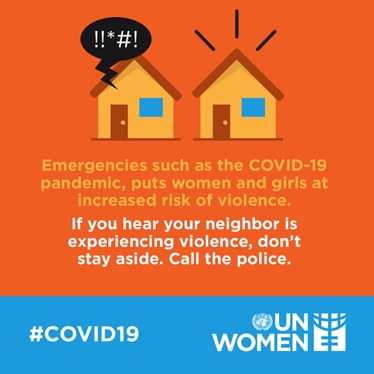 !!*#!
Emergencies such as the COVID-19
pandemic, puts women and girls at
increased risk of violence.
If you hear your neighbor is
experiencing violence, don't
stay aside. Call the police.
#COVID19
UN
WOMEN